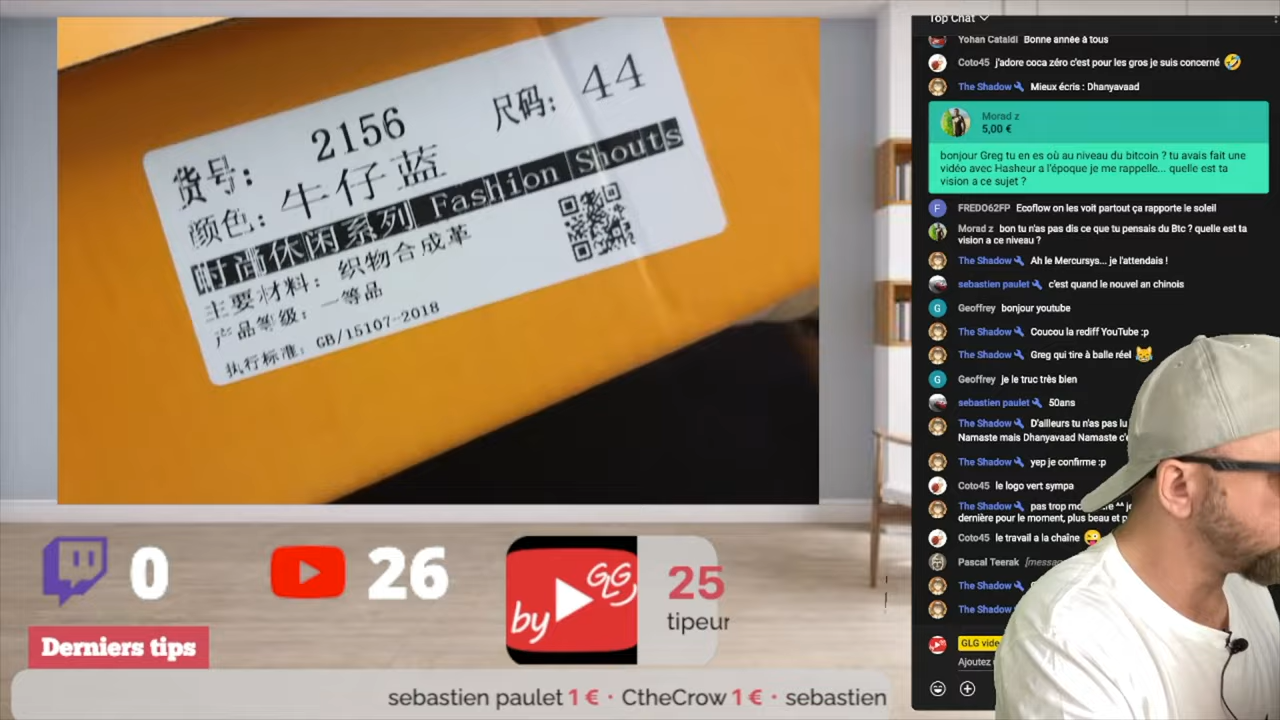 货号: 2156
尺码: 44
颜色: 牛仔蓝
时尚休闲系列 Fashion Shouts
主要材料: 织物合成革
产品等级: 一等品
执行标准: GB/15107-2018
Top Chat
Yohan Cataldi Bonne année à tous
Coto45 j'adore coca zéro c'est pour les gros je suis concerné 🤣
The Shadow Mieux écris : Dhanyavaad
Morad z
5,00 €
bonjour Greg tu en es où au niveau du bitcoin ? tu avais fait une
vidéo avec Hasheur a l'époque je me rappelle... quelle est ta
vision a ce sujet ?
FREDO62FP Ecoflow on les voit partout ça rapporte le soleil
Morad z bon tu n'as pas dis ce que tu pensais du Btc ? quelle est ta
vision a ce niveau ?
The Shadow Ah le Mercursys... je l'attendais !
sebastien paulet c'est quand le nouvel an chinois
Geoffrey bonjour youtube
The Shadow Coucou la rediff YouTube :p
The Shadow Greg qui tire à balle réel 😹
Geoffrey je le truc très bien
sebastien paulet 50ans
The Shadow D'ailleurs tu n'as pas lu
Namaste mais Dhanyavaad Namaste
The Shadow yep je confirme :p
Coto45 le logo vert sympa
The Shadow pas trop
dernière pour le moment, plus beau et
Coto45 le travail a la chaîne 😜
Pascal Teerak
The Shadow
The Shadow
GLG
Ajoutez
0
26
by GLG
25
tipeur
Derniers tips
sebastien paulet 1 € · CtheCrow 1 € · sebastien